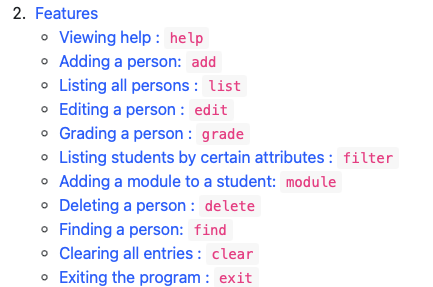 2. Features
Viewing help : help
Adding a person: add
Listing all persons : list
Editing a person : edit
Grading a person : grade
Listing students by certain attributes : filter
Adding a module to a student: module
Deleting a person : delete
Finding a person: find
Clearing all entries : clear
Exiting the program : exit